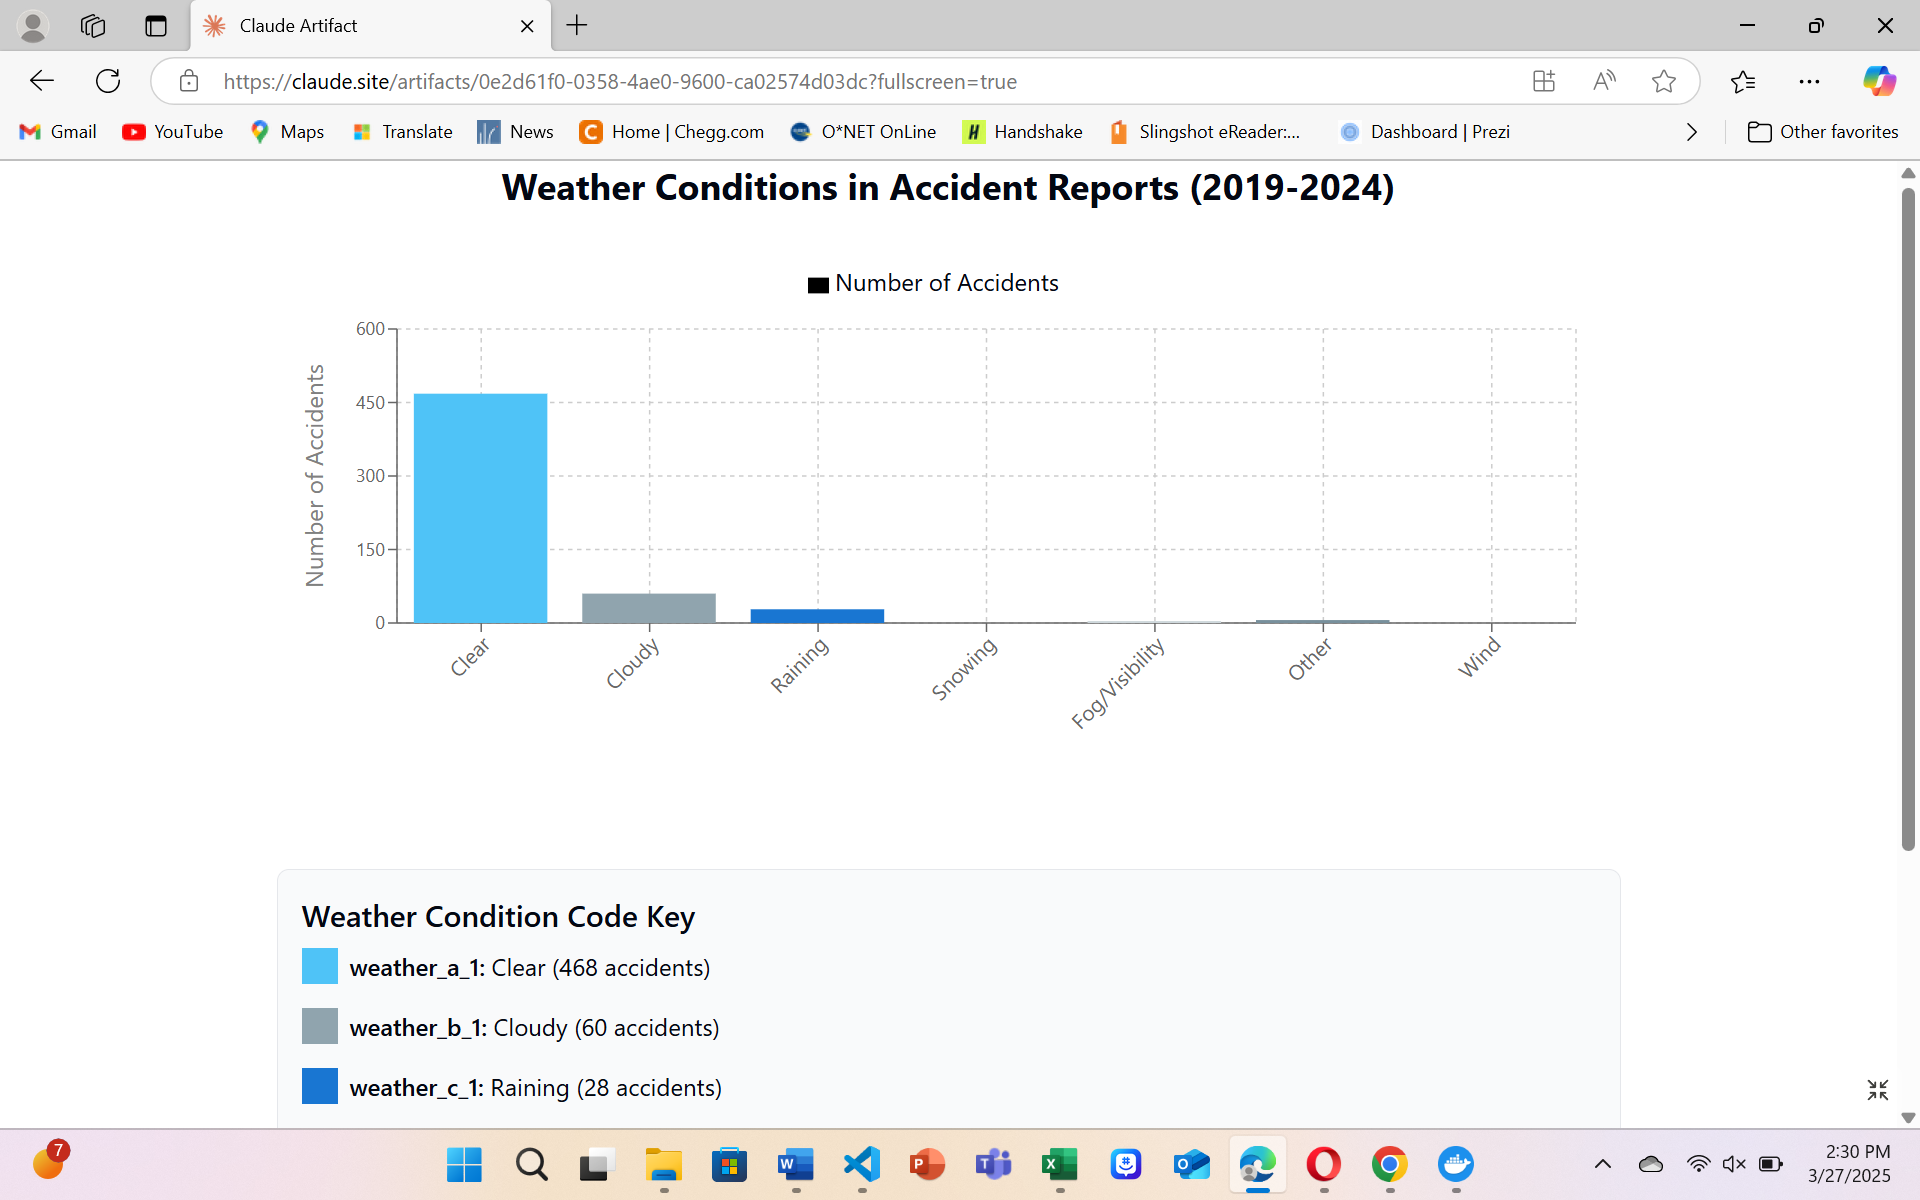 Claude Artifact
https://claude.site/artifacts/0e2d61f0-0358-4ae0-9600-ca02574d03dc?fullscreen=true
Gmail YouTube Maps Translate News Home | Chegg.com O*NET OnLine Handshake Slingshot eReader:... Dashboard | Prezi Other favorites
Weather Conditions in Accident Reports (2019-2024)
Number of Accidents
Number of Accidents
600
450
300
150
0
Clear
Cloudy
Raining
Snowing
Fog/Visibility
Other
Wind
Weather Condition Code Key
weather_a_1: Clear (468 accidents)
weather_b_1: Cloudy (60 accidents)
weather_c_1: Raining (28 accidents)
7
2:30 PM
3/27/2025